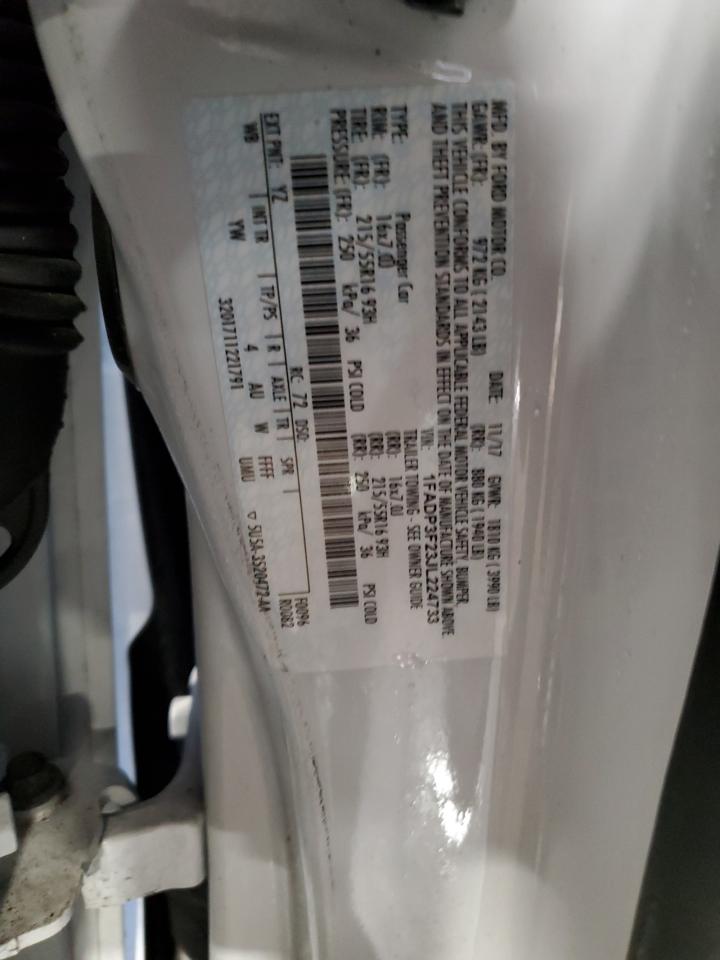 MFD. BY FORD MOTOR CO. DATE: 11/17 GVWR: 1810 KG ( 3990 LB)
GAWR: (FR): 972 KG ( 2143 LB) (RR): 880 KG ( 1940 LB)
THIS VEHICLE CONFORMS TO ALL APPLICABLE FEDERAL MOTOR VEHICLE SAFETY, BUMPER,
AND THEFT PREVENTION STANDARDS IN EFFECT ON THE DATE OF MANUFACTURE SHOWN ABOVE.
VIN: 1FADP3F23JL224733
TYPE: Passenger Car TRAILER TOWING - SEE OWNER GUIDE
RIM: (FR): 16x7.0J (RR): 16x7.0J
TIRE: (FR): 215/55R16 93H (RR): 215/55R16 93H
PRESSURE: (FR): 250 kPa/ 36 PSI COLD (RR): 250 kPa/ 36 PSI COLD
EXT PNT: YZ RC: 72 DSO: F0096
R0082
WB INT TR TP/PS R AXLE TR SPR
YW 4 AU W FFFF
UMU
3201711221791 ▽ 5U5A-3520472-AA